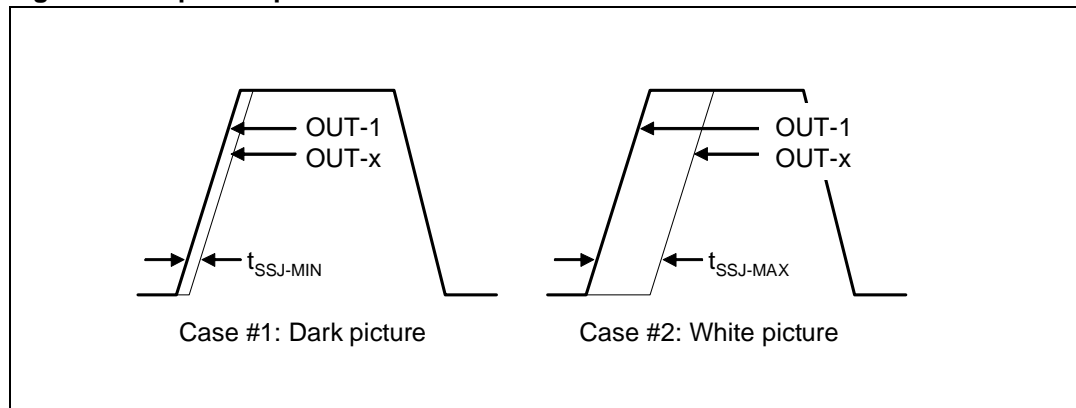 OUT-1
OUT-x
tSSJ-MIN
Case #1: Dark picture
OUT-1
OUT-x
tSSJ-MAX
Case #2: White picture